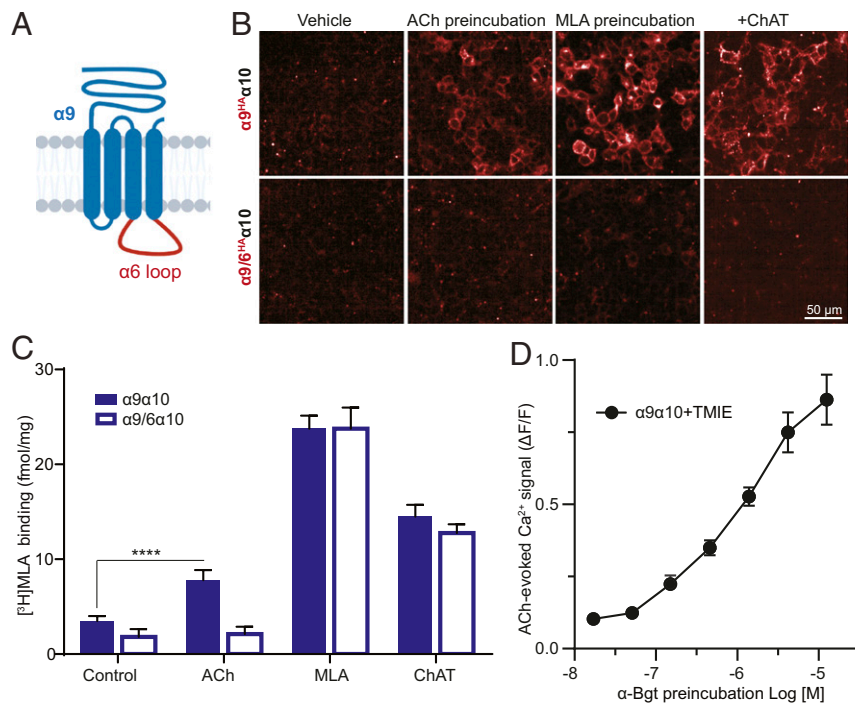 A
α9
α6 loop
B
Vehicle
ACh preincubation
MLA preincubation
+ChAT
α9ᴴᴬα10
α9/6ᴴᴬα10
50 µm
C
[³H]MLA binding (fmol/mg)
30
20
10
0
α9α10
α9/6α10
****
Control
ACh
MLA
ChAT
D
ACh-evoked Ca²⁺ signal (ΔF/F)
1.0
0.5
0.0
α9α10+TMIE
-8
-7
-6
-5
α-Bgt preincubation Log [M]